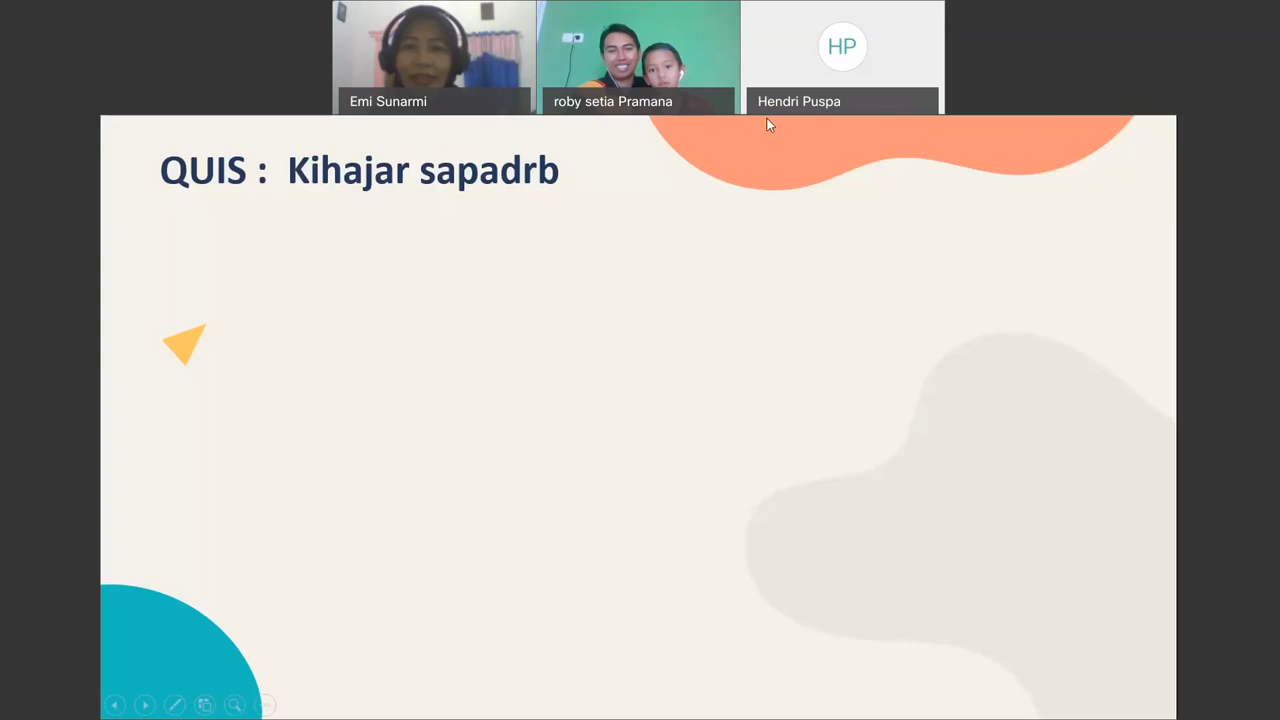 Emi Sunarmi
roby setia Pramana
HP
Hendri Puspa
QUIS : Kihajar sapadrb